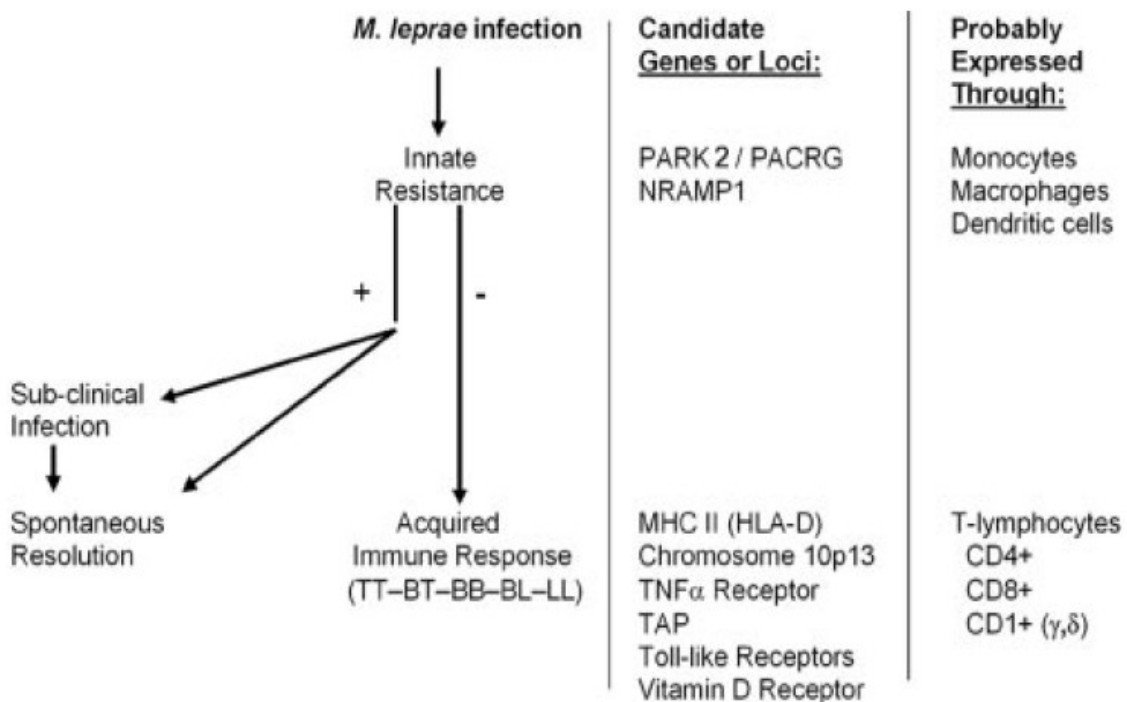 M. leprae infection
Candidate
Genes or Loci:
Probably
Expressed
Through:
Innate
Resistance
PARK 2 / PACRG
NRAMP1
Monocytes
Macrophages
Dendritic cells
+
-
Sub-clinical
Infection
Spontaneous
Resolution
Acquired
Immune Response
(TT–BT–BB–BL–LL)
MHC II (HLA-D)
Chromosome 10p13
TNFα Receptor
TAP
Toll-like Receptors
Vitamin D Receptor
T-lymphocytes
CD4+
CD8+
CD1+ (γ,δ)